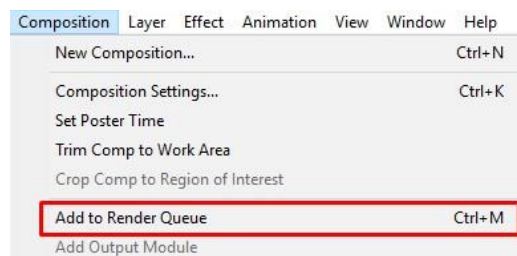 Composition Layer Effect Animation View Window Help
New Composition... Ctrl+N
Composition Settings... Ctrl+K
Set Poster Time
Trim Comp to Work Area
Crop Comp to Region of Interest
Add to Render Queue Ctrl+M
Add Output Module